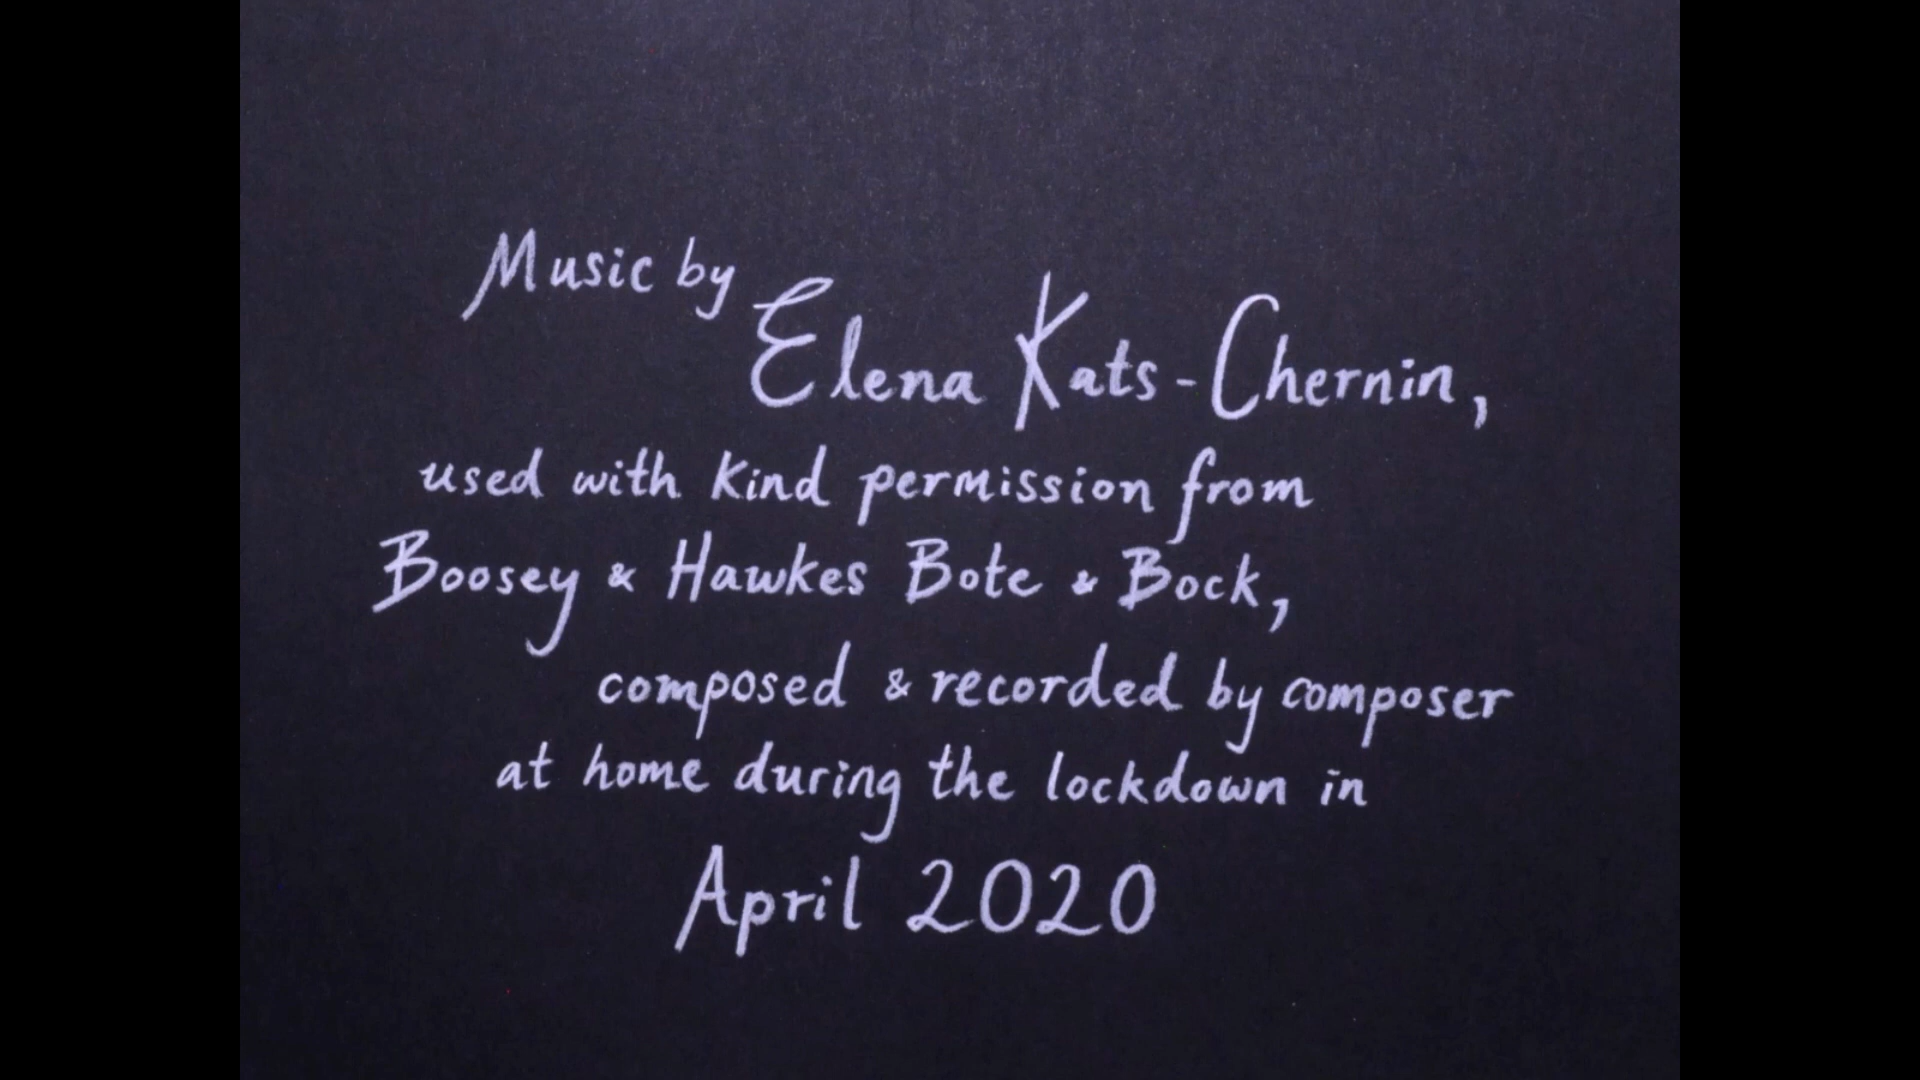 Music by
Elena Kats-Chernin,
used with kind permission from
Boosey & Hawkes Bote & Bock,
composed & recorded by composer
at home during the lockdown in
April 2020